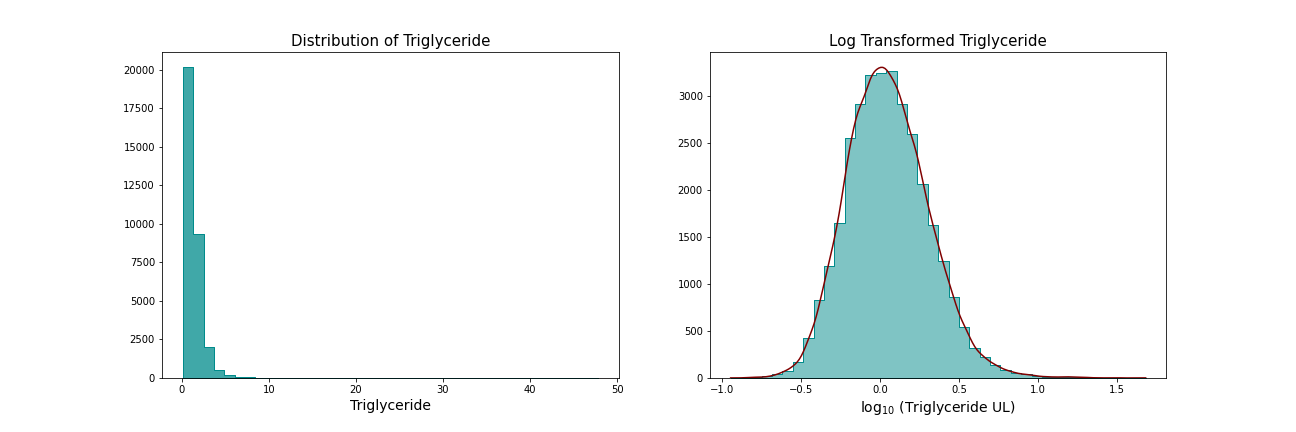 Distribution of Triglyceride
20000
17500
15000
12500
10000
7500
5000
2500
0
0 10 20 30 40 50
Triglyceride
Log Transformed Triglyceride
3000
2500
2000
1500
1000
500
0
−1.0 −0.5 0.0 0.5 1.0 1.5
log₁₀ (Triglyceride UL)